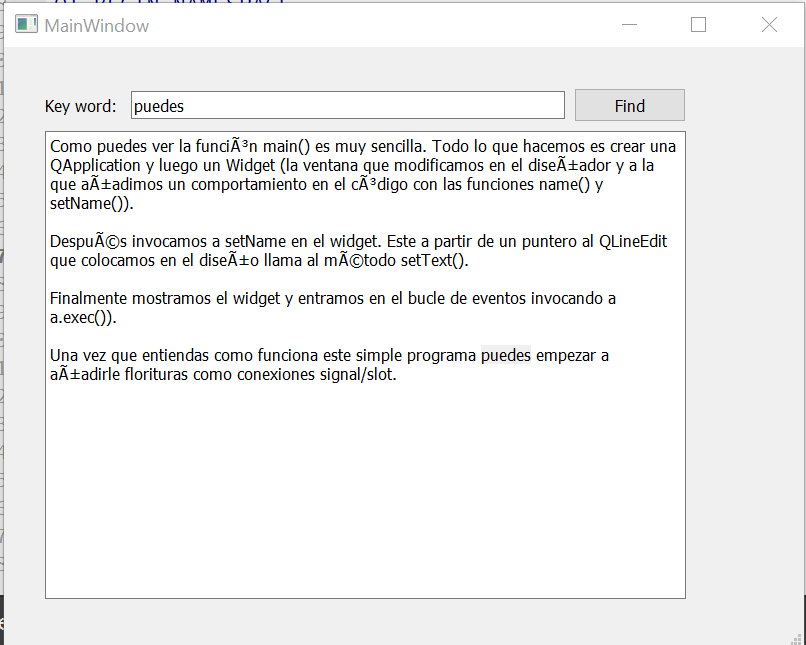 MainWindow
Key word: puedes Find
Como puedes ver la funciÃ³n main() es muy sencilla. Todo lo que hacemos es crear una
QApplication y luego un Widget (la ventana que modificamos en el diseÃ±ador y a la
que aÃ±adimos un comportamiento en el cÃ³digo con las funciones name() y
setName()).
DespuÃ©s invocamos a setName en el widget. Este a partir de un puntero al QLineEdit
que colocamos en el diseÃ±o llama al mÃ©todo setText().
Finalmente mostramos el widget y entramos en el bucle de eventos invocando a
a.exec()).
Una vez que entiendas como funciona este simple programa puedes empezar a
aÃ±adirle florituras como conexiones signal/slot.